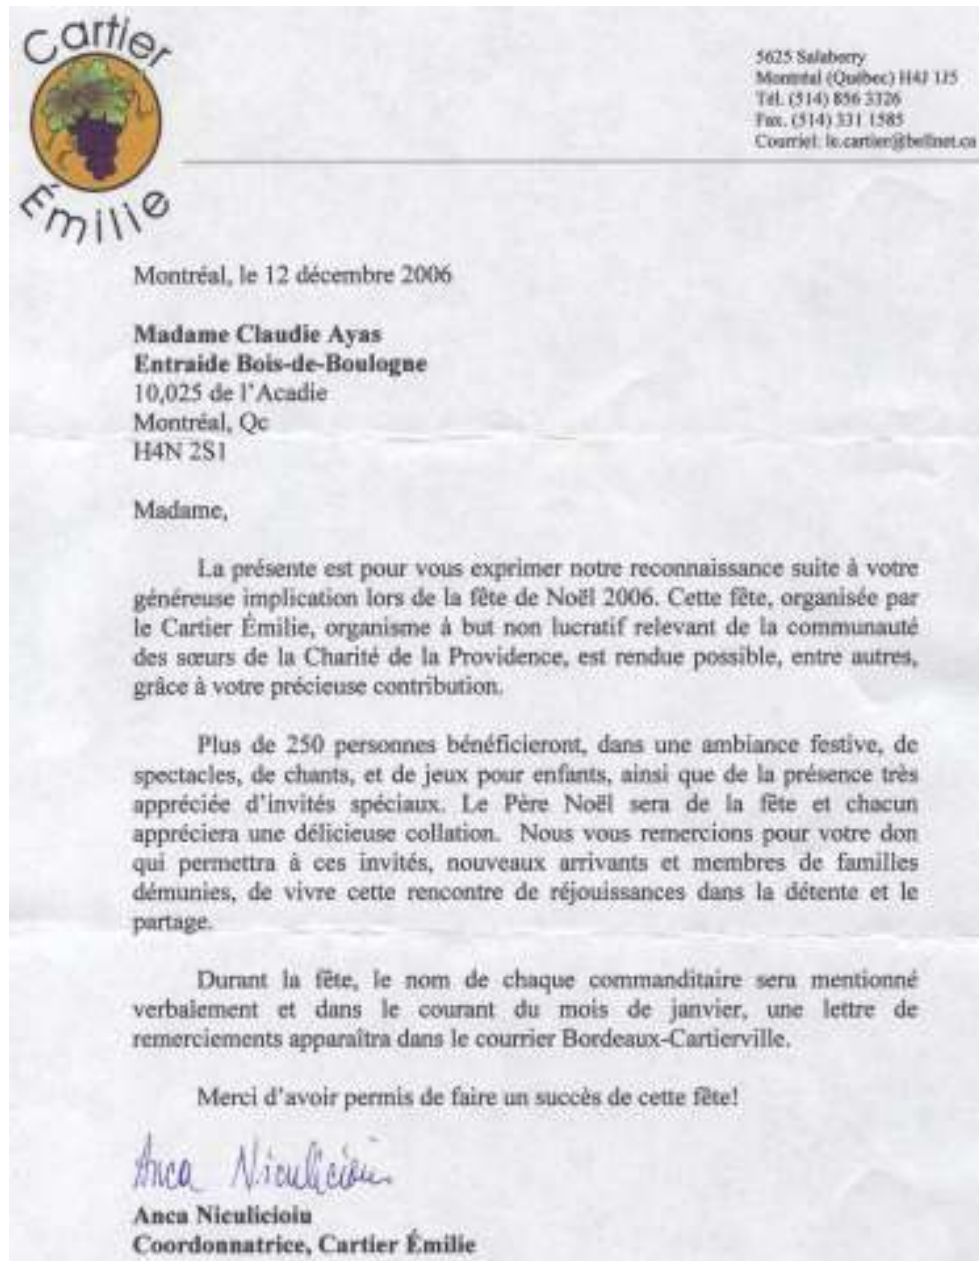 Cartier
Émilie
5625 Salaberry
Montréal (Québec) H4J 1J5
Tél. (514) 856 3326
Fax. (514) 331 1585
Courriel: le.cartier@bellnet.ca
Montréal, le 12 décembre 2006
Madame Claudie Ayas
Entraide Bois-de-Boulogne
10,025 de l'Acadie
Montréal, Qc
H4N 2S1
Madame,
La présente est pour vous exprimer notre reconnaissance suite à votre
généreuse implication lors de la fête de Noël 2006. Cette fête, organisée par
le Cartier Émilie, organisme à but non lucratif relevant de la communauté
des sœurs de la Charité de la Providence, est rendue possible, entre autres,
grâce à votre précieuse contribution.
Plus de 250 personnes bénéficieront, dans une ambiance festive, de
spectacles, de chants, et de jeux pour enfants, ainsi que de la présence très
appréciée d'invités spéciaux. Le Père Noël sera de la fête et chacun
appréciera une délicieuse collation. Nous vous remercions pour votre don
qui permettra à ces invités, nouveaux arrivants et membres de familles
démunies, de vivre cette rencontre de réjouissances dans la détente et le
partage.
Durant la fête, le nom de chaque commanditaire sera mentionné
verbalement et dans le courant du mois de janvier, une lettre de
remerciements apparaîtra dans le courrier Bordeaux-Cartierville.
Merci d'avoir permis de faire un succès de cette fête!
Anca Niculicioiu
Anca Niculicioiu
Coordonnatrice, Cartier Émilie